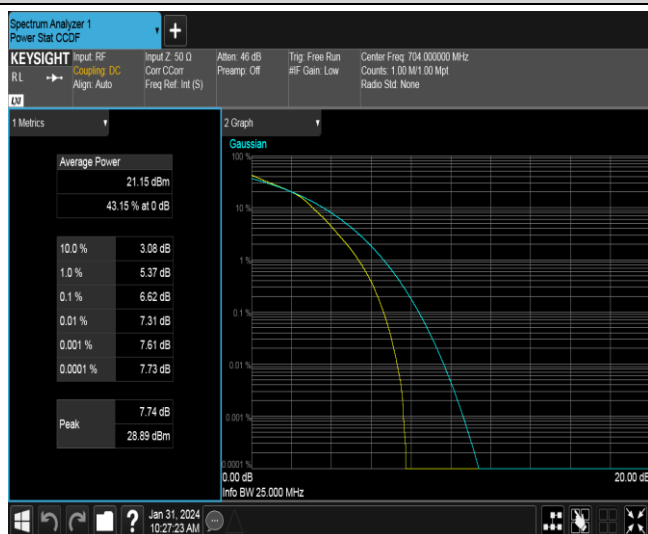 Spectrum Analyzer 1
Power Stat CCDF
+
KEYSIGHT
RL
LXI
Input: RF
Coupling: DC
Align: Auto
Input Z: 50 Ω
Corr CCorr
Freq Ref: Int (S)
Atten: 46 dB
Preamp: Off
Trig: Free Run
#IF Gain: Low
Center Freq: 704.000000 MHz
Counts: 1.00 M/1.00 Mpt
Radio Std: None
1 Metrics
Average Power
21.15 dBm
43.15 % at 0 dB
10.0 % 3.08 dB
1.0 % 5.37 dB
0.1 % 6.62 dB
0.01 % 7.31 dB
0.001 % 7.61 dB
0.0001 % 7.73 dB
Peak
7.74 dB
28.89 dBm
2 Graph
Gaussian
100 %
10 %
1 %
0.1 %
0.01 %
0.001 %
0.0001 %
0.00 dB 20.00 dB
Info BW 25.000 MHz
?
Jan 31, 2024
10:27:23 AM